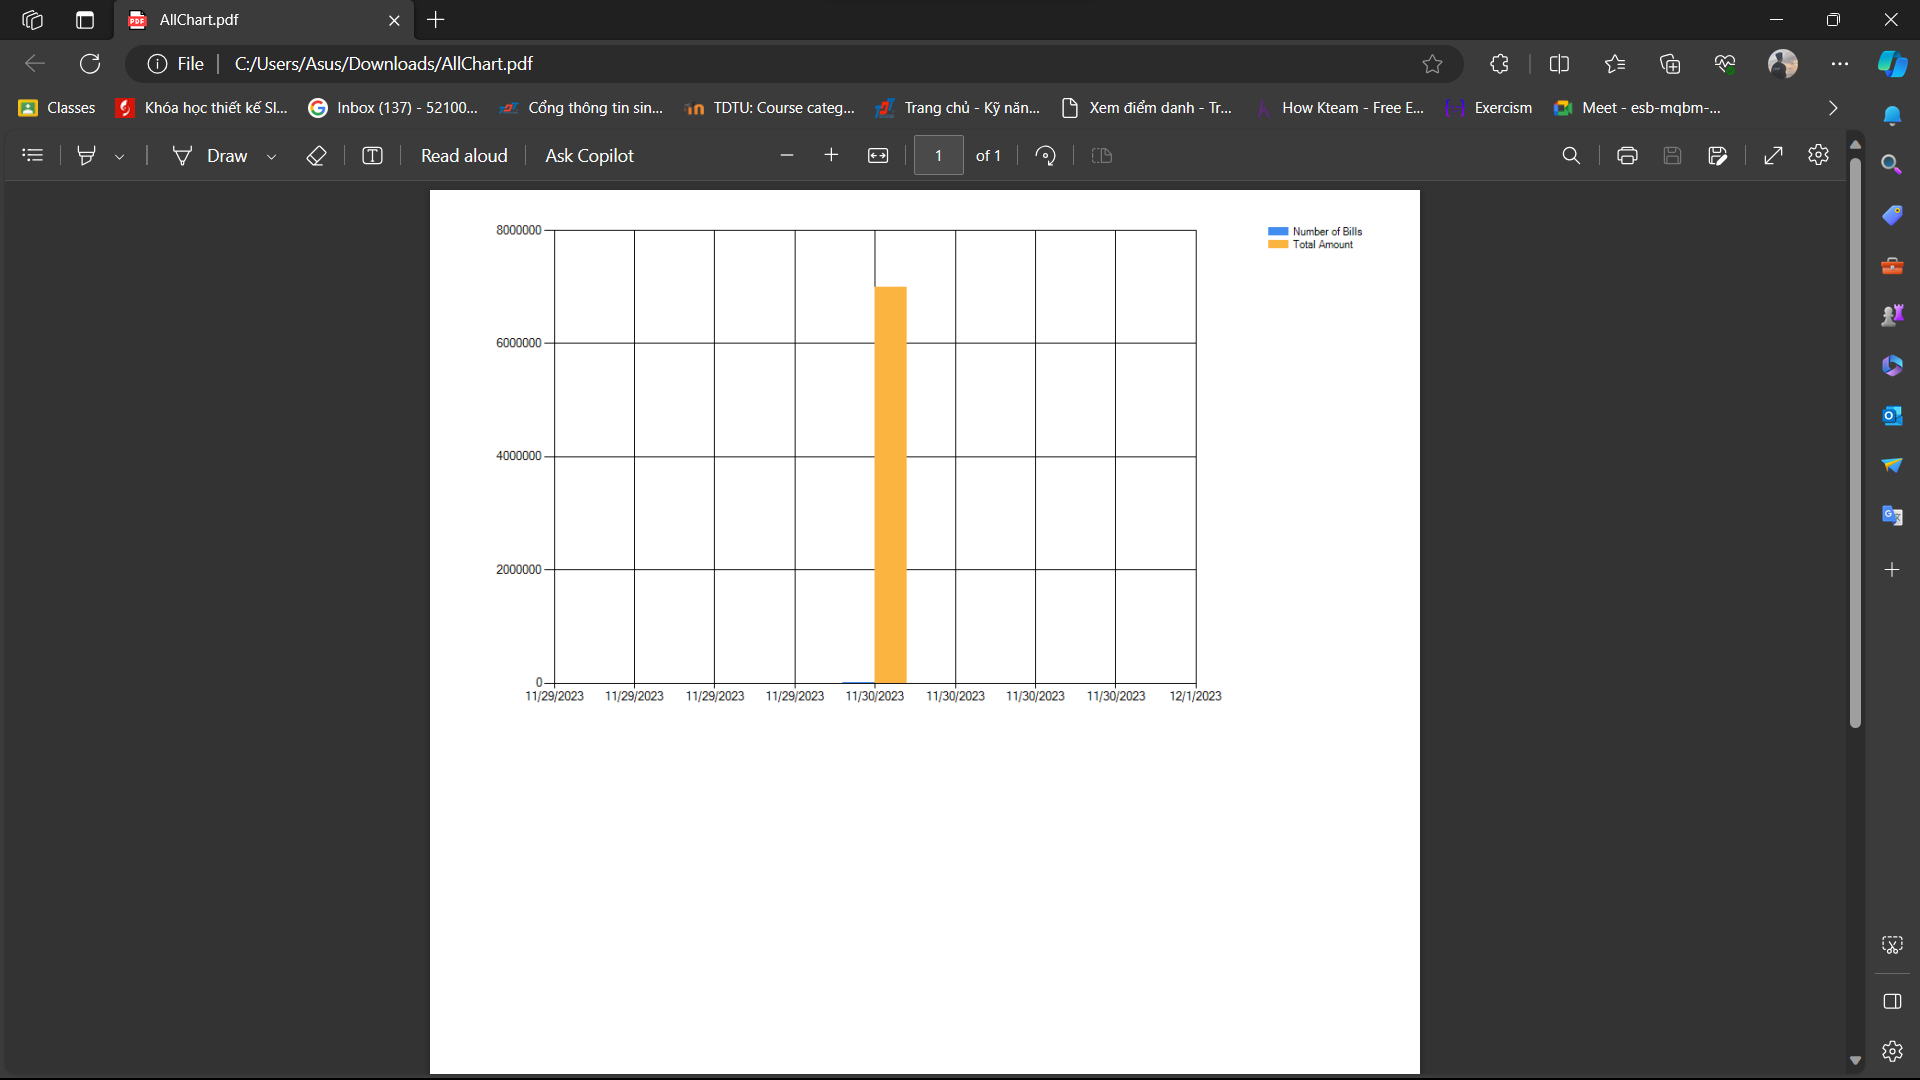 AllChart.pdf
File C:/Users/Asus/Downloads/AllChart.pdf
Classes Khóa học thiết kế Sl... Inbox (137) - 52100... Cổng thông tin sin... TDTU: Course categ... Trang chủ - Kỹ năn... Xem điểm danh - Tr... How Kteam - Free E... Exercism Meet - esb-mqbm-...
Draw Read aloud Ask Copilot 1 of 1
Number of Bills
Total Amount
8000000
6000000
4000000
2000000
0
11/29/2023 11/29/2023 11/29/2023 11/29/2023 11/30/2023 11/30/2023 11/30/2023 11/30/2023 12/1/2023